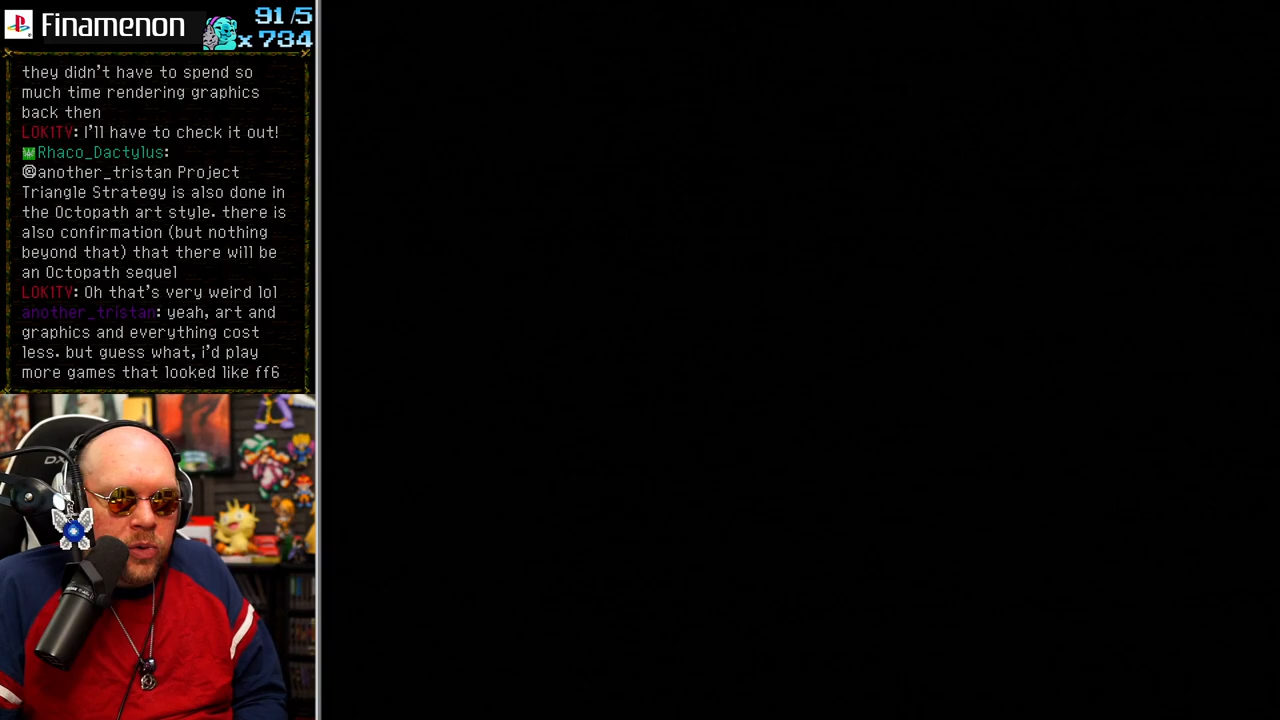 Finamenon
91/5
x 734
they didn't have to spend so
much time rendering graphics
back then
LOK1TV: I'll have to check it out!
Rhaco_Dactylus:
@another_tristan Project
Triangle Strategy is also done in
the Octopath art style. there is
also confirmation (but nothing
beyond that) that there will be
an Octopath sequel
LOK1TV: Oh that's very weird lol
another_tristan: yeah, art and
graphics and everything cost
less. but guess what, i'd play
more games that looked like ff6
DX